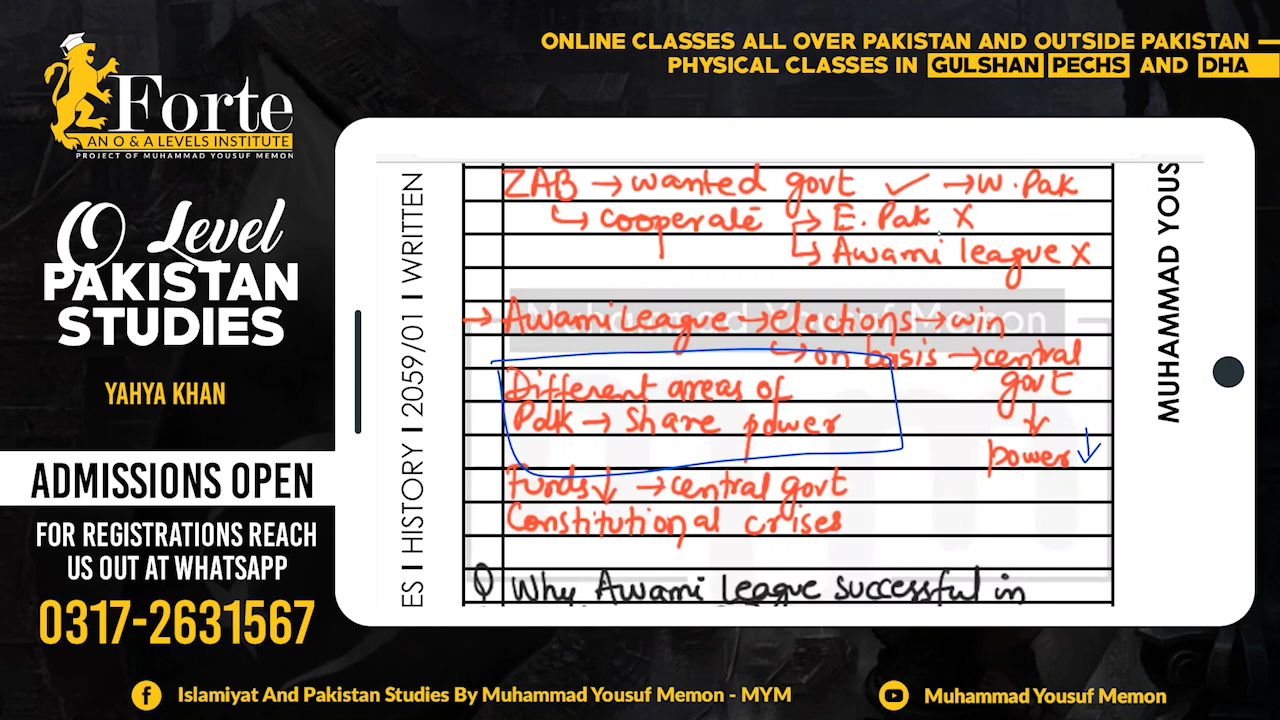 ONLINE CLASSES ALL OVER PAKISTAN AND OUTSIDE PAKISTAN
PHYSICAL CLASSES IN GULSHAN PECHS AND DHA
Forte
AN O & A LEVELS INSTITUTE
PROJECT OF MUHAMMAD YOUSUF MEMON
O Level
PAKISTAN
STUDIES
YAHYA KHAN
ADMISSIONS OPEN
FOR REGISTRATIONS REACH
US OUT AT WHATSAPP
0317-2631567
ES I HISTORY I 2059/01 I WRITTEN
ZAB → wanted govt ✓ → W. Pak
↳ cooperate → E. Pak X
↳ Awami league X
Muhammad Yousuf Memon
→ Awami League → elections → win
↳ on basis → central
govt
↓
power ↓
Different areas of
Pak → share power
Funds ↓ → central govt
Constitutional crises
Q Why Awami League successful in
MUHAMMAD YOUS
Islamiyat And Pakistan Studies By Muhammad Yousuf Memon - MYM
Muhammad Yousuf Memon